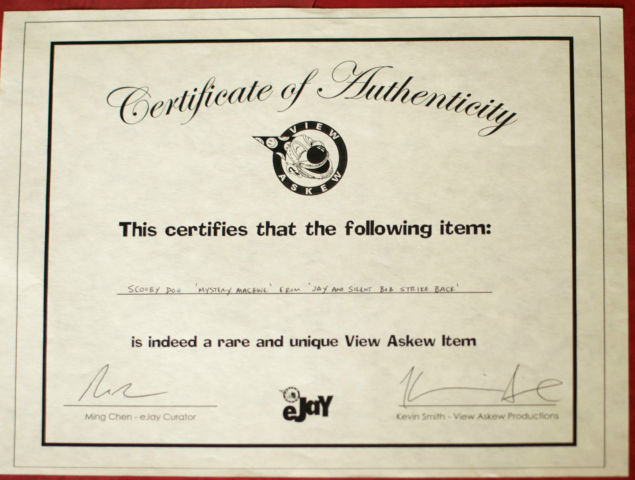 Certificate of Authenticity
VIEW
ASKEW
This certifies that the following item:
SCOOBY DOO 'MYSTERY MACHINE' FROM 'JAY AND SILENT BOB STRIKE BACK'
is indeed a rare and unique View Askew Item
Ming Chen - eJay Curator
eJay
Kevin Smith - View Askew Productions